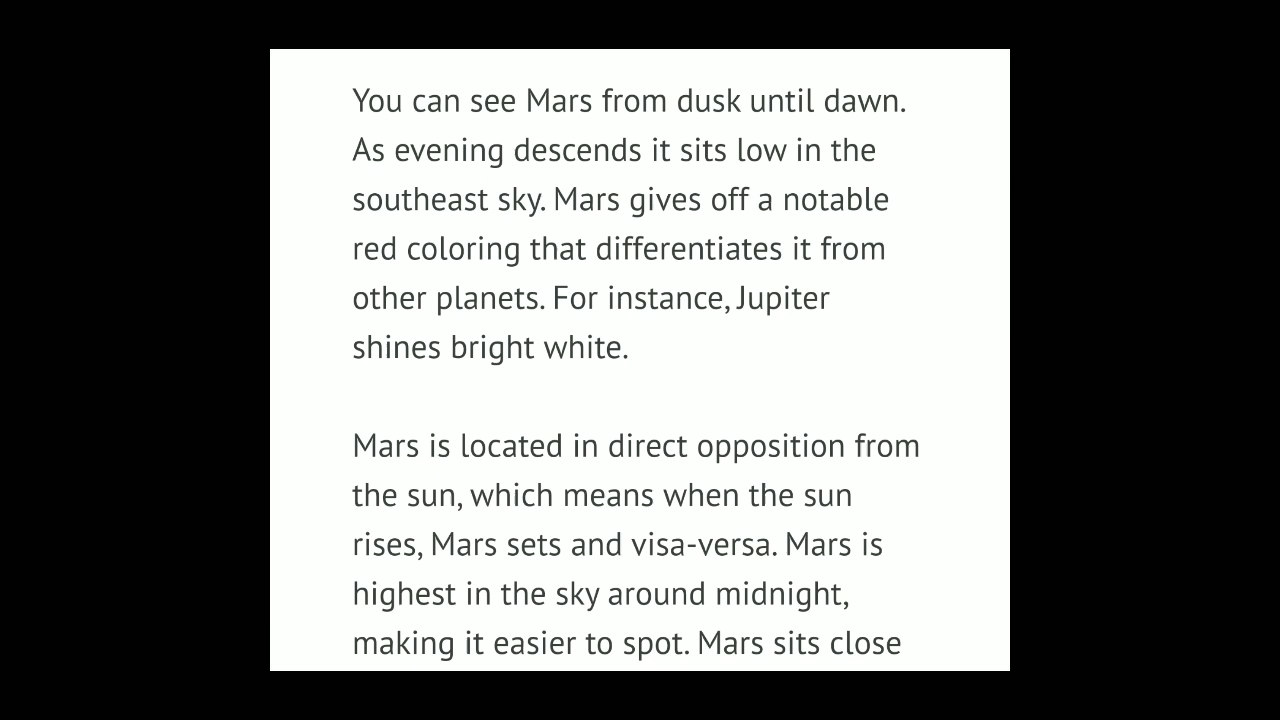 You can see Mars from dusk until dawn.
As evening descends it sits low in the
southeast sky. Mars gives off a notable
red coloring that differentiates it from
other planets. For instance, Jupiter
shines bright white.
Mars is located in direct opposition from
the sun, which means when the sun
rises, Mars sets and visa-versa. Mars is
highest in the sky around midnight,
making it easier to spot. Mars sits close